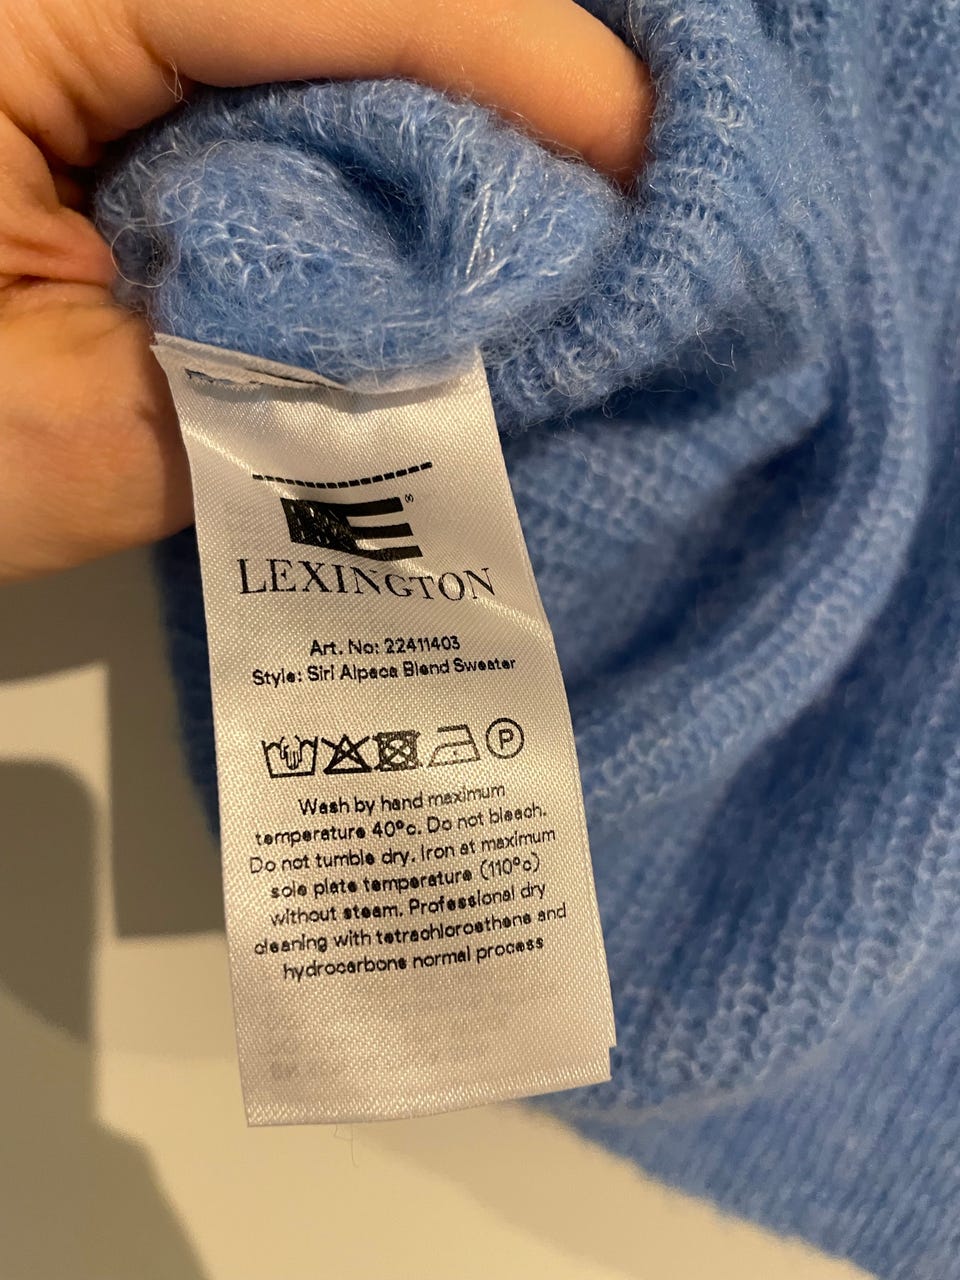 LEXINGTON
Art. No: 22411403
Style: Siri Alpaca Blend Sweater
P
Wash by hand maximum
temperature 40°c. Do not bleach.
Do not tumble dry. Iron at maximum
sole plate temperature (110°c)
without steam. Professional dry
cleaning with tetrachloroethene and
hydrocarbons normal process